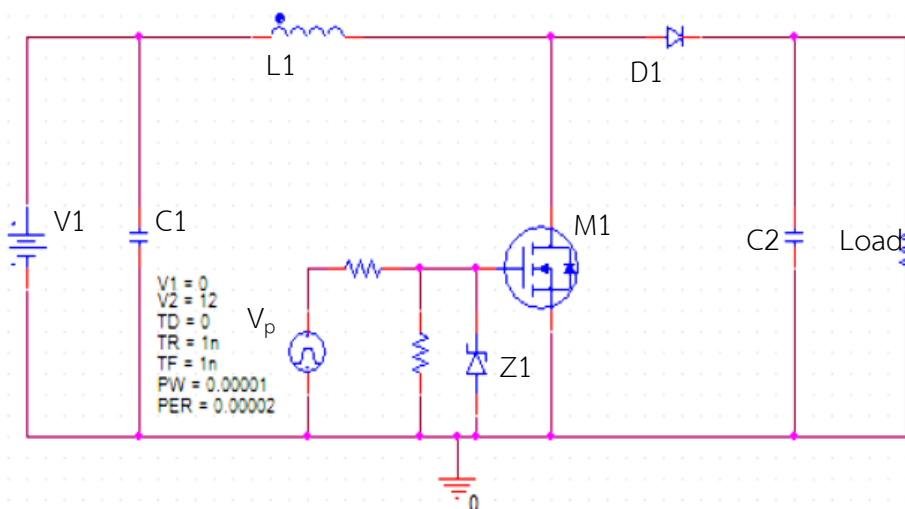 L1
D1
V1
C1
M1
C2
Load
V1 = 0
V2 = 12
TD = 0
TR = 1n
TF = 1n
PW = 0.00001
PER = 0.00002
Vp
Z1
0